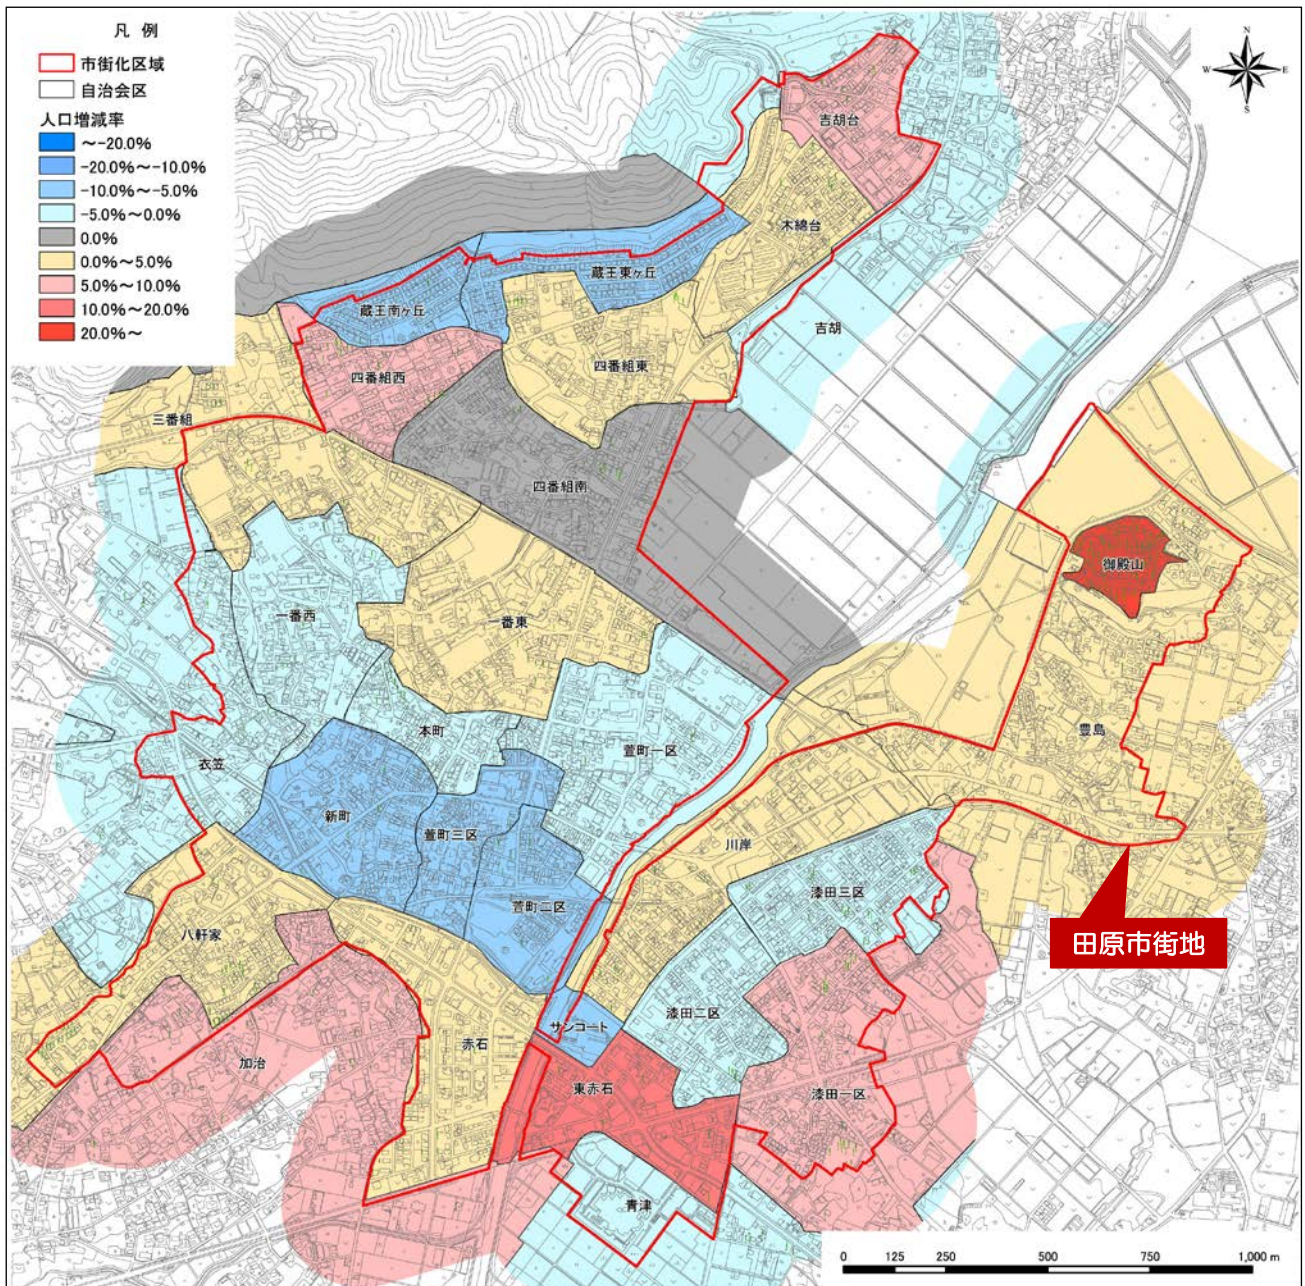 凡 例
市街化区域
自治会区
人口増減率
～-20.0%
-20.0%～-10.0%
-10.0%～-5.0%
-5.0%～0.0%
0.0%
0.0%～5.0%
5.0%～10.0%
10.0%～20.0%
20.0%～
N
W
E
S
吉胡台
木綿台
蔵王東ヶ丘
蔵王南ヶ丘
吉胡
四番組東
四番組西
三番組
四番組南
御殿山
一番西
一番東
本町
萱町一区
豊島
衣笠
新町
萱町三区
川岸
漆田三区
萱町二区
八軒家
田原市街地
漆田二区
サンコート
赤石
加治
東赤石
漆田一区
青津
0 125 250 500 750 1,000 m